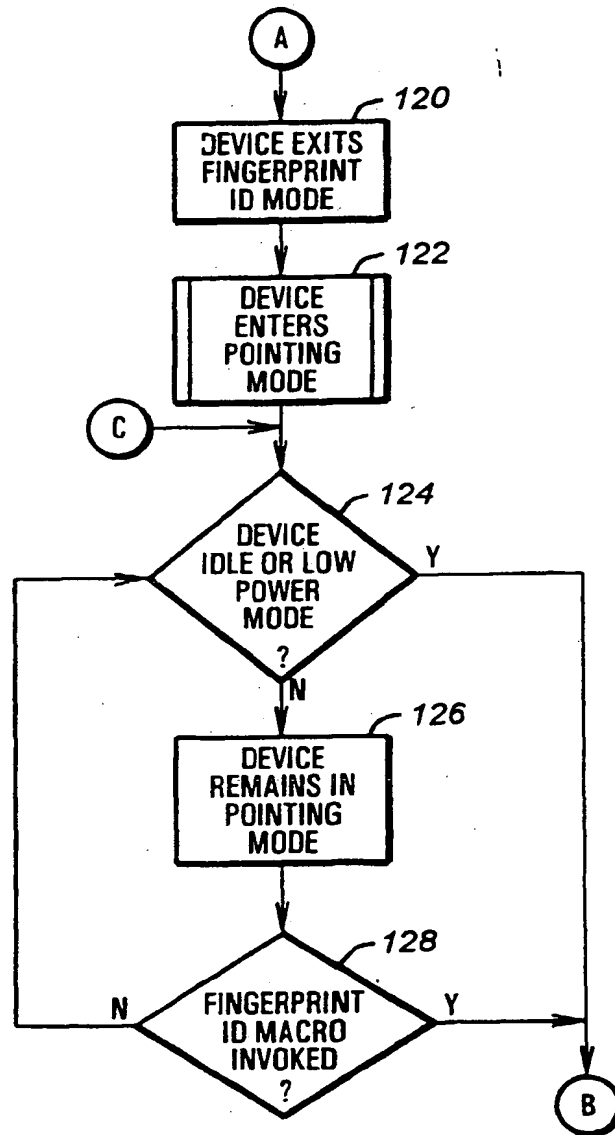 A
120
DEVICE EXITS
FINGERPRINT
ID MODE
122
DEVICE
ENTERS
POINTING
MODE
C
124
DEVICE
IDLE OR LOW
POWER
MODE
?
Y
N
126
DEVICE
REMAINS IN
POINTING
MODE
128
N
FINGERPRINT
ID MACRO
INVOKED
?
Y
B